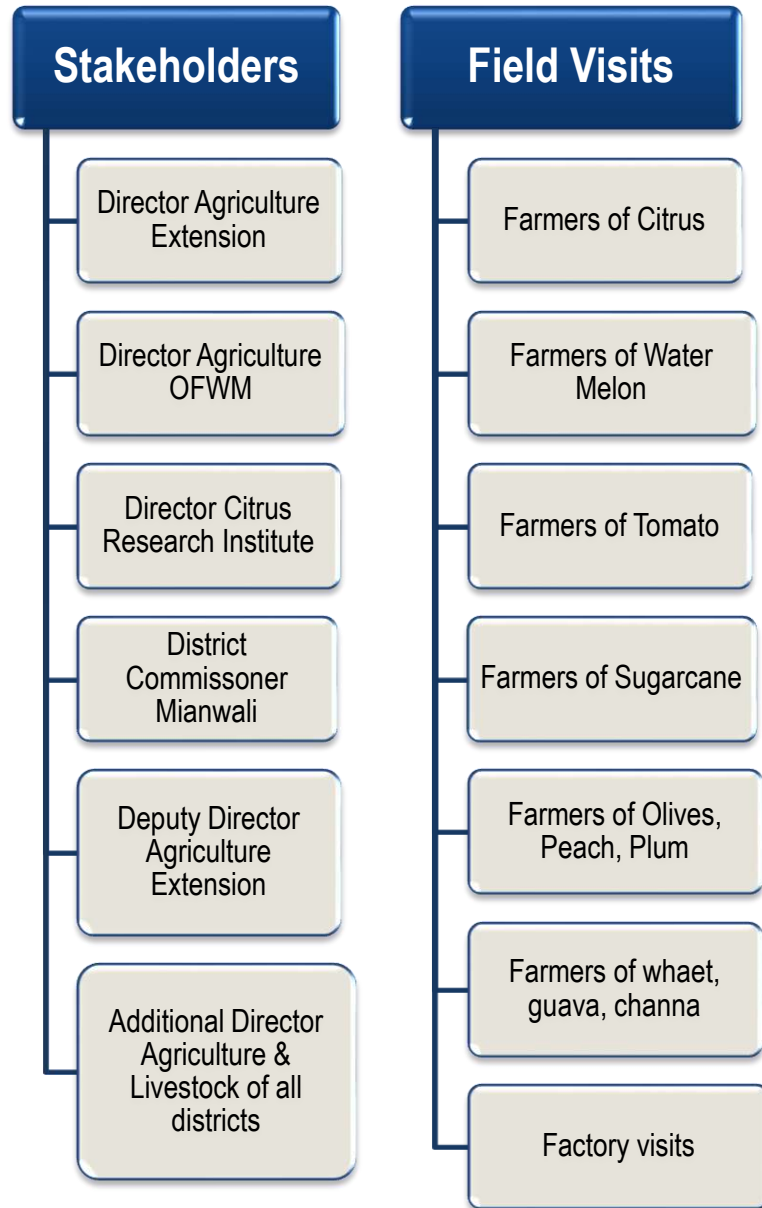 Stakeholders
Director Agriculture
Extension
Director Agriculture
OFWM
Director Citrus
Research Institute
District
Commissoner
Mianwali
Deputy Director
Agriculture
Extension
Additional Director
Agriculture &
Livestock of all
districts
Field Visits
Farmers of Citrus
Farmers of Water
Melon
Farmers of Tomato
Farmers of Sugarcane
Farmers of Olives,
Peach, Plum
Farmers of whaet,
guava, channa
Factory visits